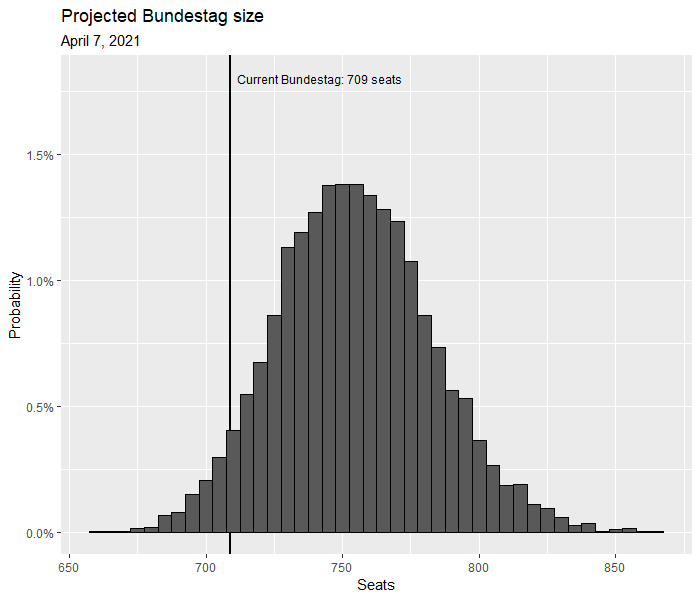 Projected Bundestag size
April 7, 2021
Current Bundestag: 709 seats
1.5%
1.0%
0.5%
0.0%
Probability
650
700
750
800
850
Seats